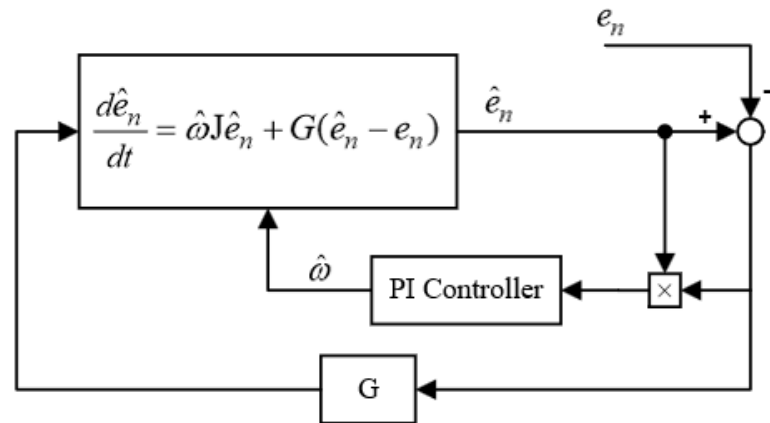 e_n
-
dê_n/dt = ω̂Jê_n + G(ê_n − e_n)
ê_n
+
ω̂
PI Controller
×
G